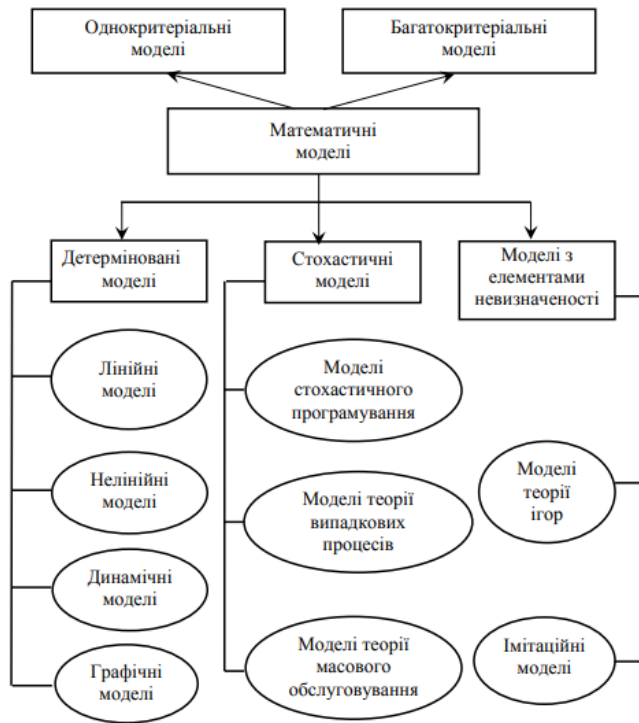 Однокритеріальні
моделі
Багатокритеріальні
моделі
Математичні
моделі
Детерміновані
моделі
Стохастичні
моделі
Моделі з
елементами
невизначеності
Лінійні
моделі
Нелінійні
моделі
Динамічні
моделі
Графічні
моделі
Моделі
стохастичного
програмування
Моделі теорії
випадкових
процесів
Моделі теорії
масового
обслуговування
Моделі
теорії
ігор
Імітаційні
моделі